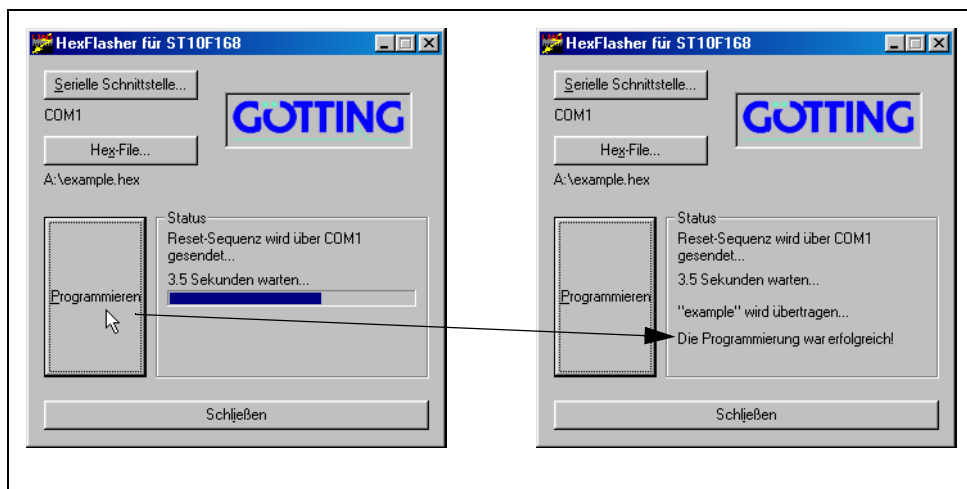 HexFlasher für ST10F168
Serielle Schnittstelle...
COM1
GÖTTING
Hex-File...
A:\example.hex
Programmieren
Status
Reset-Sequenz wird über COM1
gesendet...
3.5 Sekunden warten...
Schließen
HexFlasher für ST10F168
Serielle Schnittstelle...
COM1
GÖTTING
Hex-File...
A:\example.hex
Programmieren
Status
Reset-Sequenz wird über COM1
gesendet...
3.5 Sekunden warten...
"example" wird übertragen...
Die Programmierung war erfolgreich!
Schließen